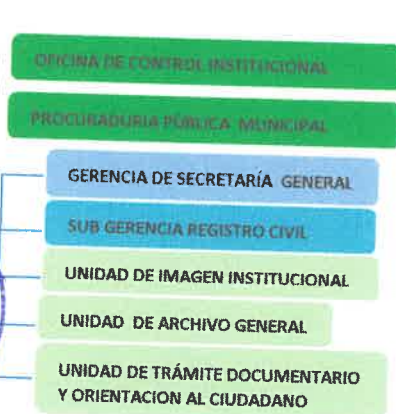 OFICINA DE CONTROL INSTITUCIONAL
PROCURADURIA PÚBLICA MUNICIPAL
GERENCIA DE SECRETARÍA GENERAL
SUB GERENCIA REGISTRO CIVIL
UNIDAD DE IMAGEN INSTITUCIONAL
UNIDAD DE ARCHIVO GENERAL
UNIDAD DE TRÁMITE DOCUMENTARIO
Y ORIENTACION AL CIUDADANO